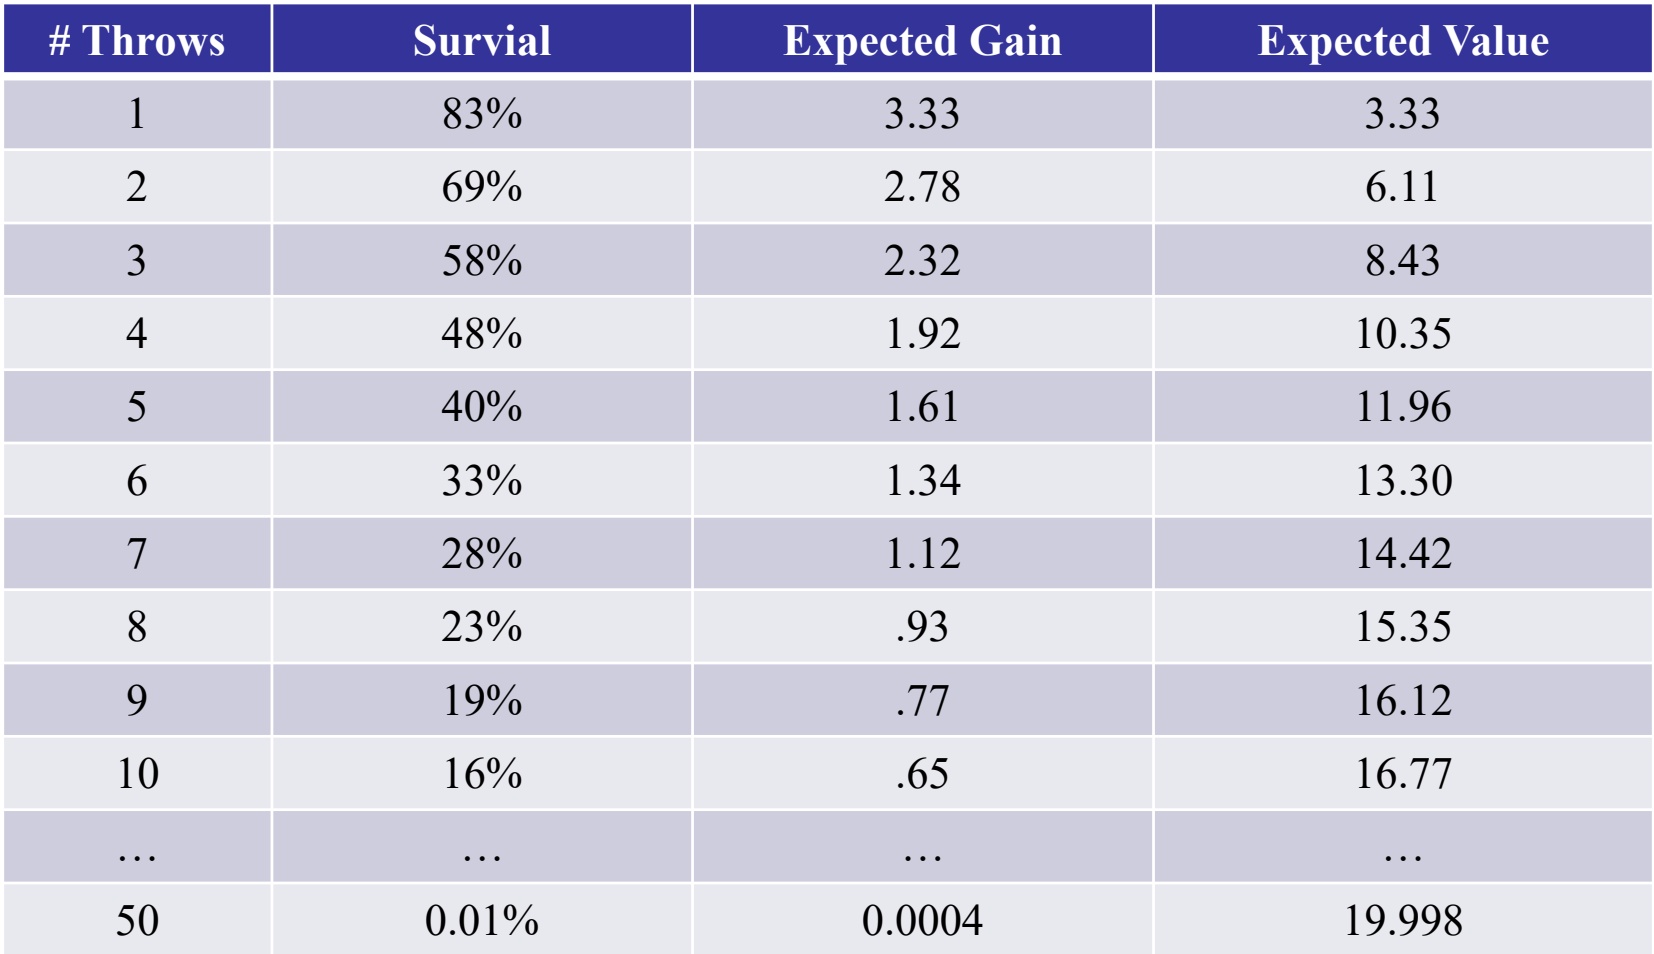 # Throws Survial Expected Gain Expected Value
1 83% 3.33 3.33
2 69% 2.78 6.11
3 58% 2.32 8.43
4 48% 1.92 10.35
5 40% 1.61 11.96
6 33% 1.34 13.30
7 28% 1.12 14.42
8 23% .93 15.35
9 19% .77 16.12
10 16% .65 16.77
… … … …
50 0.01% 0.0004 19.998